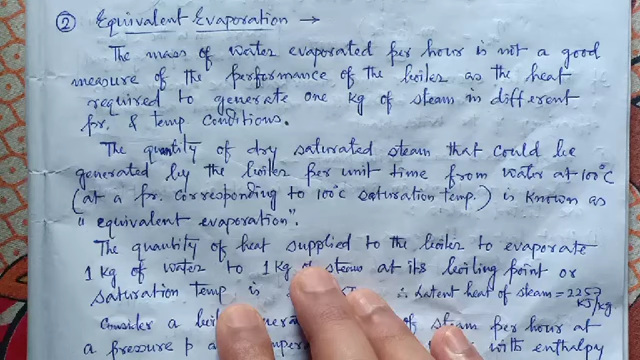 ② Equivalent Evaporation →
The mass of water evaporated per hour is not a good
measure of the performance of the boiler as the heat
required to generate one kg of steam in different
pr. & temp. conditions.
The quantity of dry saturated steam that could be
generated by the boiler per unit time from water at 100°C
(at a pr. corresponding to 100°C saturation temp.) is known as
"equivalent evaporation".
The quantity of heat supplied to the boiler to evaporate
1 kg of water to 1 kg of steam at its boiling point or
saturation temp is latent heat of steam = 2257 KJ/kg
Consider a of steam per hour at
a pressure p with enthalpy